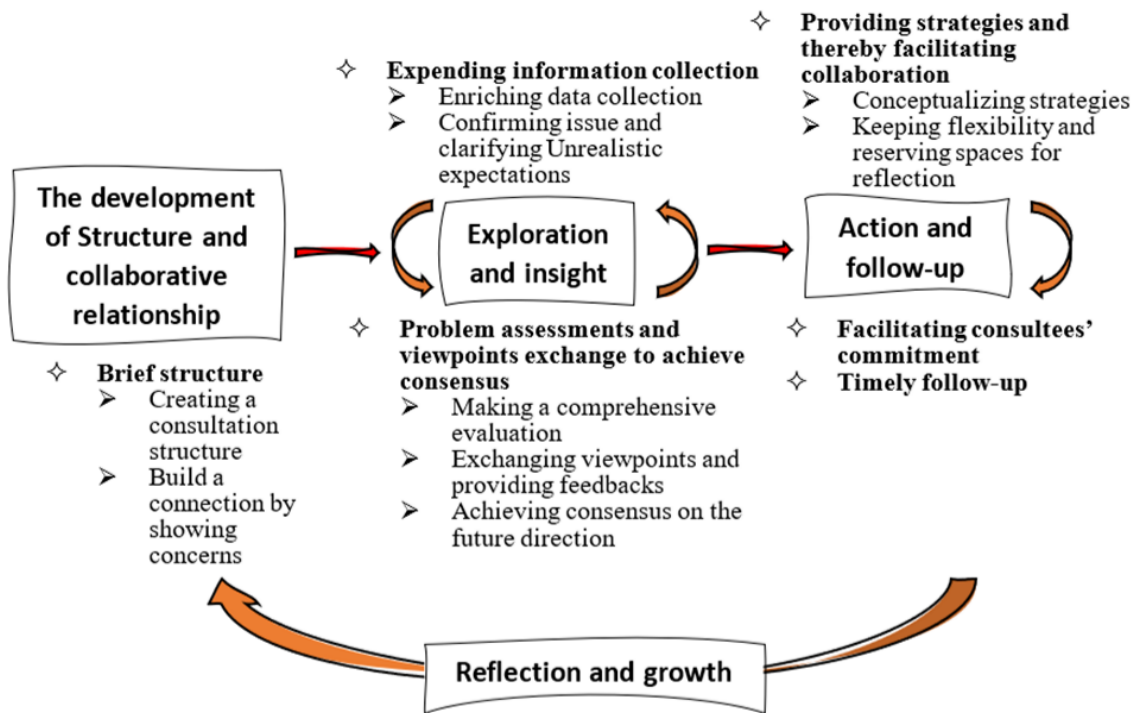 The development
of Structure and
collaborative
relationship
✧ Brief structure
➢ Creating a
consultation
structure
➢ Build a
connection by
showing
concerns
✧ Expending information collection
➢ Enriching data collection
➢ Confirming issue and
clarifying Unrealistic
expectations
Exploration
and insight
✧ Problem assessments and
viewpoints exchange to achieve
consensus
➢ Making a comprehensive
evaluation
➢ Exchanging viewpoints and
providing feedbacks
➢ Achieving consensus on the
future direction
✧ Providing strategies and
thereby facilitating
collaboration
➢ Conceptualizing strategies
➢ Keeping flexibility and
reserving spaces for
reflection
Action and
follow-up
✧ Facilitating consultees’
commitment
✧ Timely follow-up
Reflection and growth